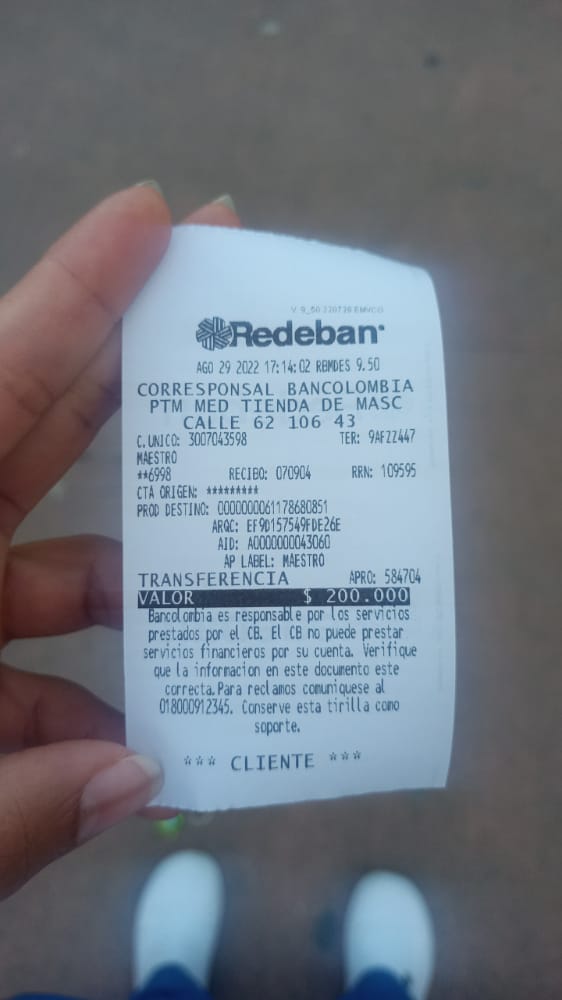 V 9_50 220726 EMVCO
Redeban
AGO 29 2022 17:14:02 RBMDES 9.50
CORRESPONSAL BANCOLOMBIA
PTM MED TIENDA DE MASC
CALLE 62 106 43
C.UNICO: 3007043598 TER: 9AFZZ447
MAESTRO
**6998 RECIBO: 070904 RRN: 109595
CTA ORIGEN: *********
PROD DESTINO: 0000000061178680851
ARQC: EF9D157549FDE26E
AID: A0000000043060
AP LABEL: MAESTRO
TRANSFERENCIA APRO: 584704
VALOR $ 200.000
Bancolombia es responsable por los servicios
prestados por el CB. El CB no puede prestar
servicios financieros por su cuenta. Verifique
que la informacion en este documento este
correcta.Para reclamos comuniquese al
018000912345. Conserve esta tirilla como
soporte.
*** CLIENTE ***